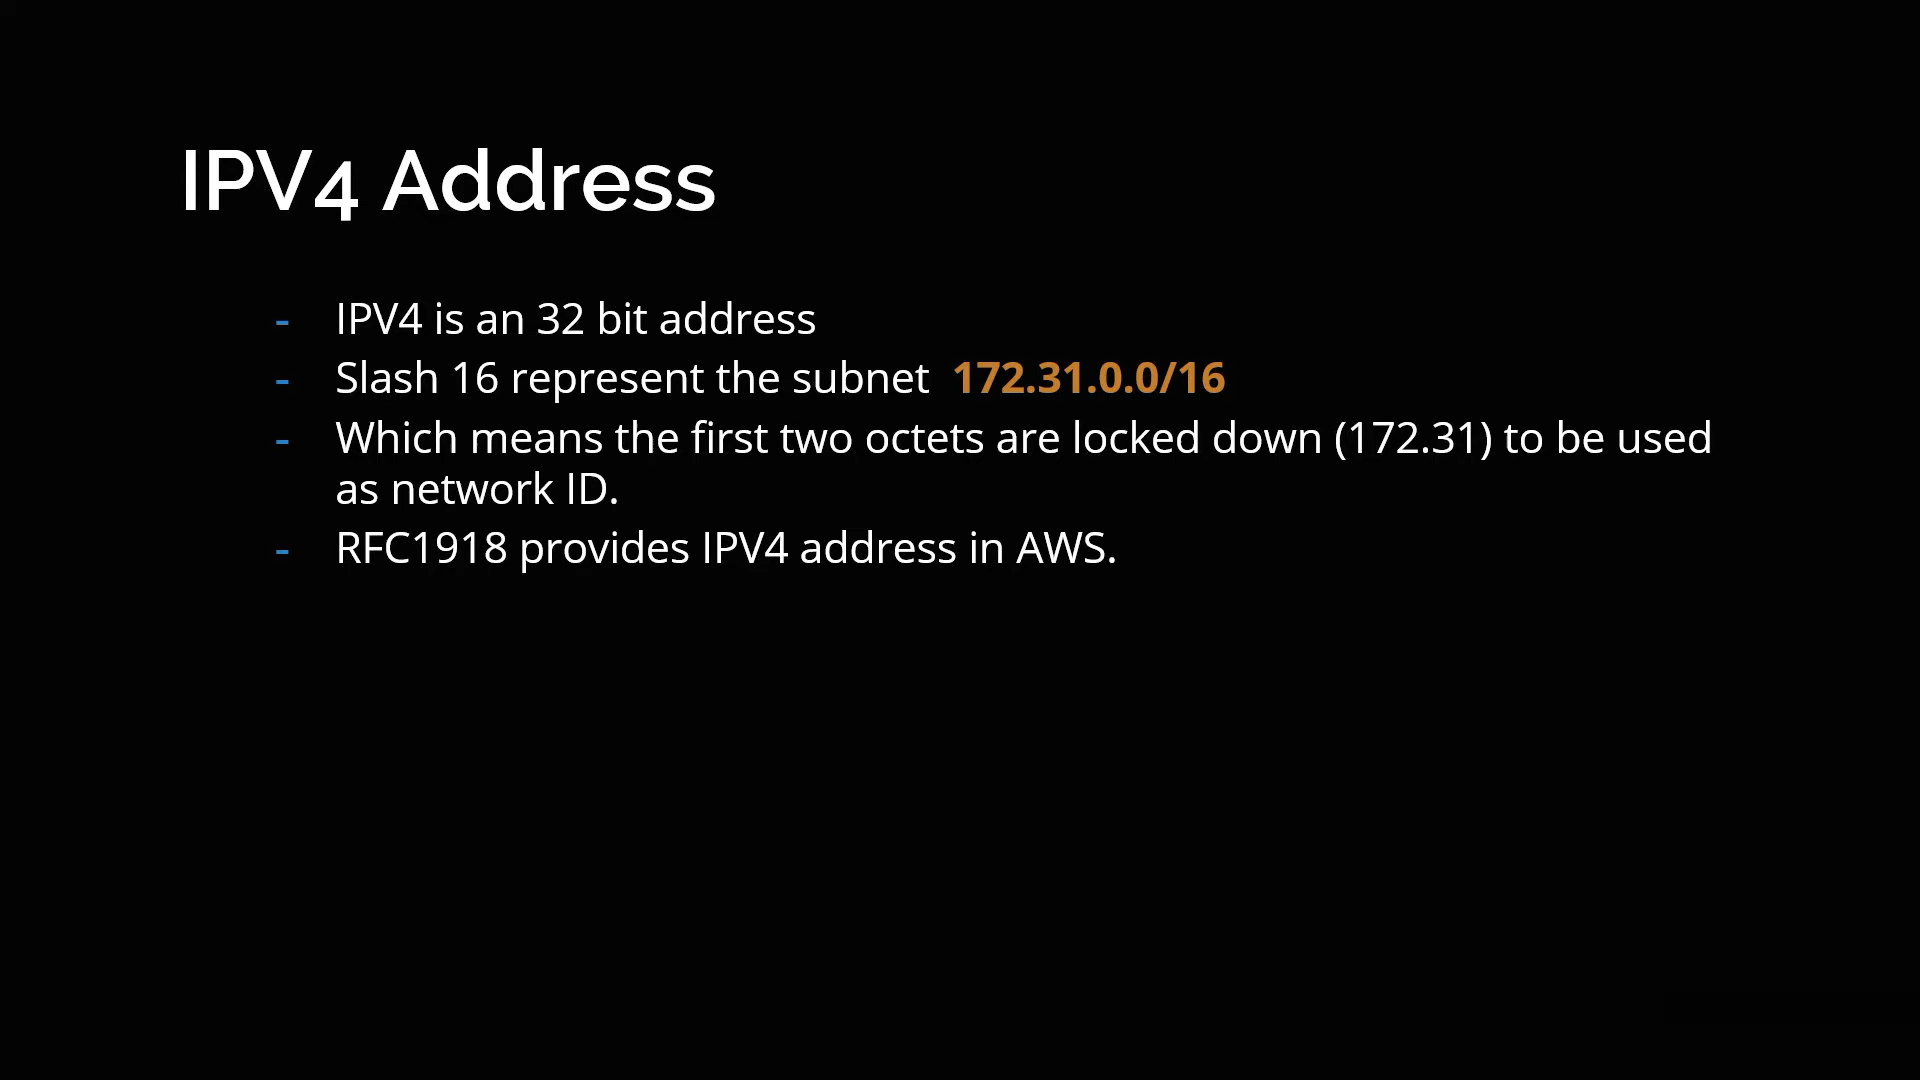 IPV4 Address
- IPV4 is an 32 bit address
- Slash 16 represent the subnet 172.31.0.0/16
- Which means the first two octets are locked down (172.31) to be used
as network ID.
- RFC1918 provides IPV4 address in AWS.